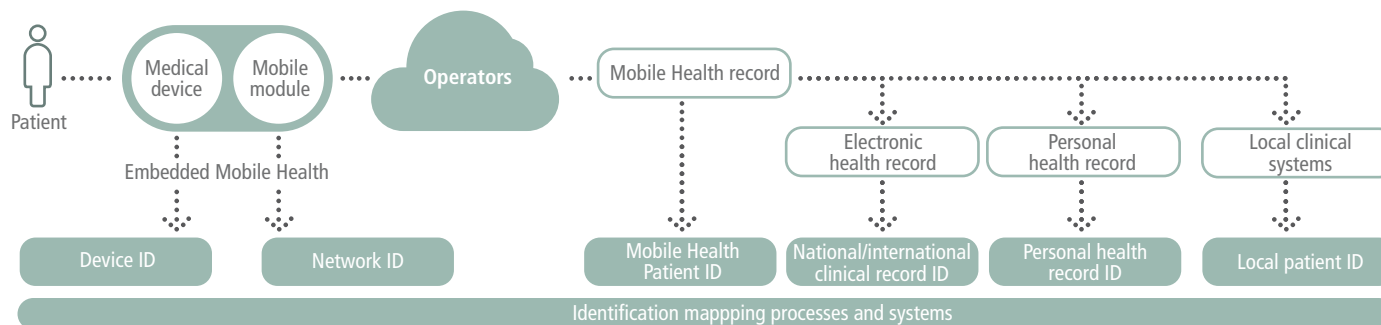 Patient
Medical
device
Mobile
module
Embedded Mobile Health
Operators
Mobile Health record
Electronic
health record
Personal
health record
Local clinical
systems
Device ID
Network ID
Mobile Health
Patient ID
National/international
clinical record ID
Personal health
record ID
Local patient ID
Identification mappping processes and systems